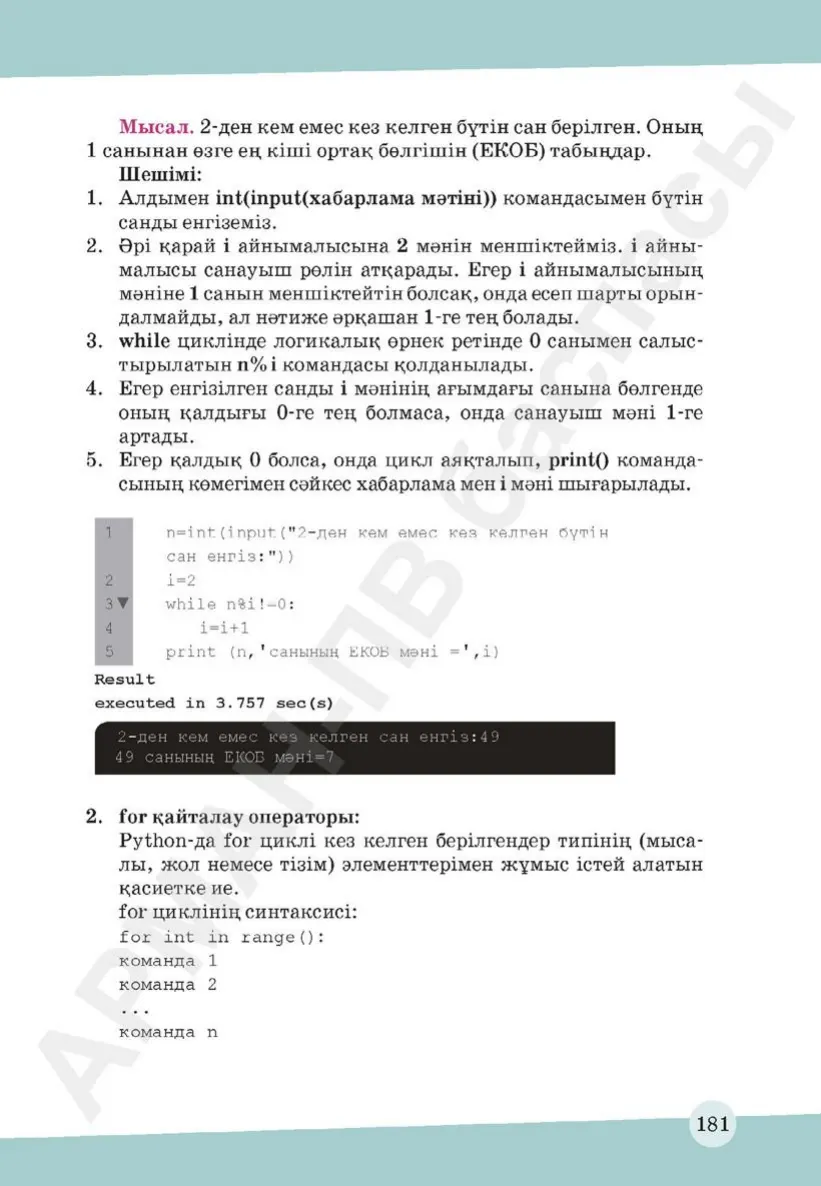 Мысал. 2-ден кем емес кез келген бүтін сан берілген. Оның
1 санынан өзге ең кіші ортақ бөлгішін (ЕКОБ) табыңдар.
Шешімі:
1. Алдымен int(input(хабарлама мәтіні)) командасымен бүтін
санды енгіземіз.
2. Әрі қарай i айнымалысына 2 мәнін меншіктейміз. i айны-
малысы санауыш рөлін атқарады. Егер i айнымалысының
мәніне 1 санын меншіктейтін болсақ, онда есеп шарты орын-
далмайды, ал нәтиже әрқашан 1-ге тең болады.
3. while циклінде логикалық өрнек ретінде 0 санымен салыс-
тырылатын n% i командасы қолданылады.
4. Егер енгізілген санды i мәнінің ағымдағы санына бөлгенде
оның қалдығы 0-ге тең болмаса, онда санауыш мәні 1-ге
артады.
5. Егер қалдық 0 болса, онда цикл аяқталып, print() команда-
сының көмегімен сәйкес хабарлама мен i мәні шығарылады.
1 n=int(input("2-ден кем емес кез келген бүтін
сан енгіз:"))
2 i=2
3▼ while n%i!=0:
4 i=i+1
5 print (n,'санының ЕКОБ мәні =',i)
Result
executed in 3.757 sec(s)
2-ден кем емес кез келген сан енгіз:49
49 санының ЕКОБ мәні=7
2. for қайталау операторы:
Python-да for циклі кез келген берілгендер типінің (мыса-
лы, жол немесе тізім) элементтерімен жұмыс істей алатын
қасиетке ие.
for циклінің синтаксисі:
for int in range():
команда 1
команда 2
...
команда n
181
АРМАН-ПВ баспасы